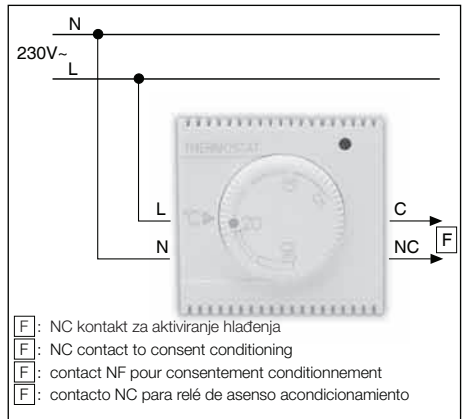 N
230V~
L
THERMOSTAT
L
C
°C
20
N
NC
F
F: NC kontakt za aktiviranje hlađenja
F: NC contact to consent conditioning
F: contact NF pour consentement conditionnement
F: contacto NC para relé de asenso acondicionamiento